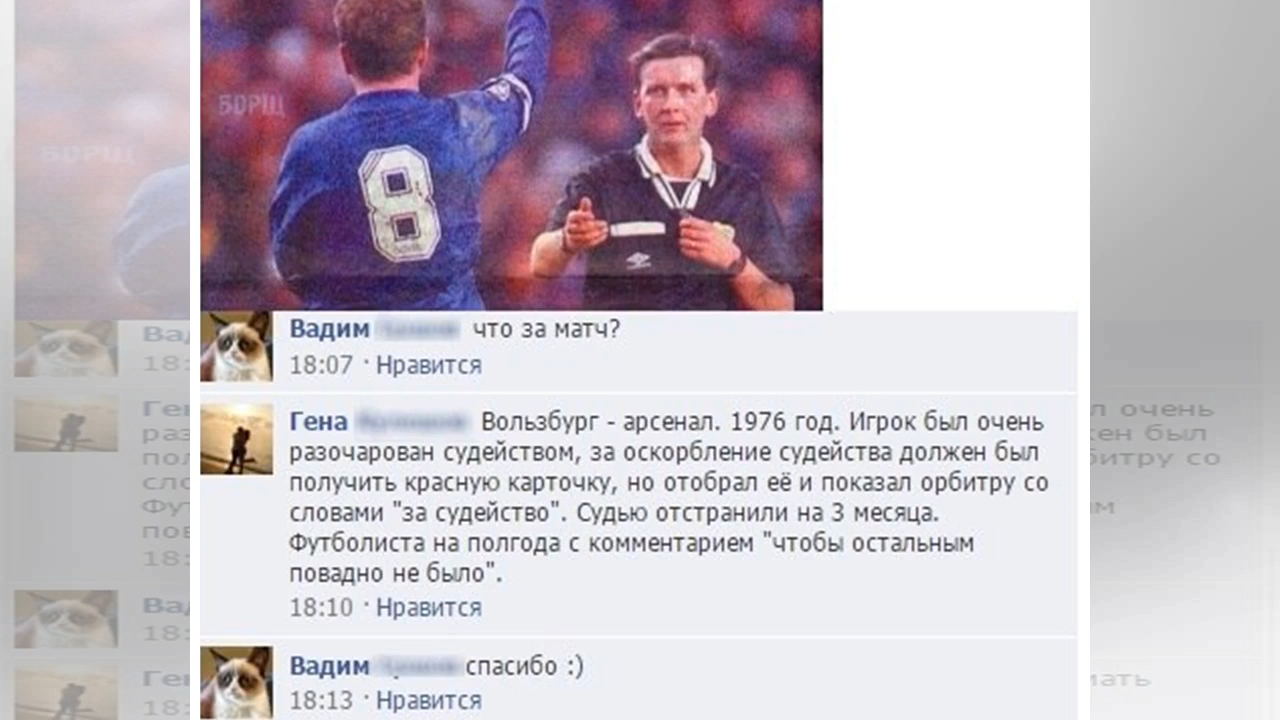 БОРЩ
БОРЩ
8
Вадим что за матч?
18:07 · Нравится
Гена Вользбург - арсенал. 1976 год. Игрок был очень
разочарован судейством, за оскорбление судейства должен был
получить красную карточку, но отобрал её и показал орбитру со
словами "за судейство". Судью отстранили на 3 месяца.
Футболиста на полгода с комментарием "чтобы остальным
повадно не было".
18:10 · Нравится
Вадим спасибо :)
18:13 · Нравится